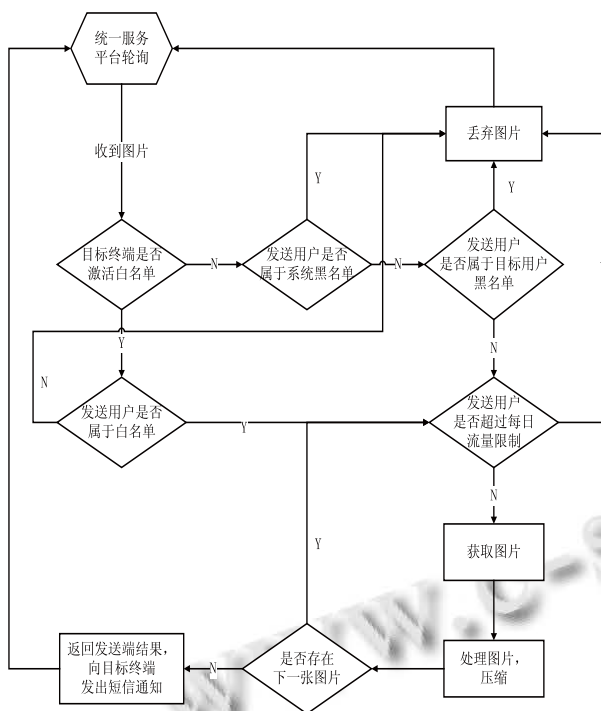 统一服务
平台轮询
收到图片
丢弃图片
Y
Y
目标终端是否
激活白名单
N
发送用户是否
属于系统黑名单
N
发送用户
是否属于目标用户
黑名单
Y
N
N
发送用户是否
属于白名单
Y
发送用户
是否超过每日
流量限制
N
获取图片
Y
返回发送端结果，
向目标终端
发出短信通知
N
是否存在
下一张图片
处理图片，
压缩
www.c-s